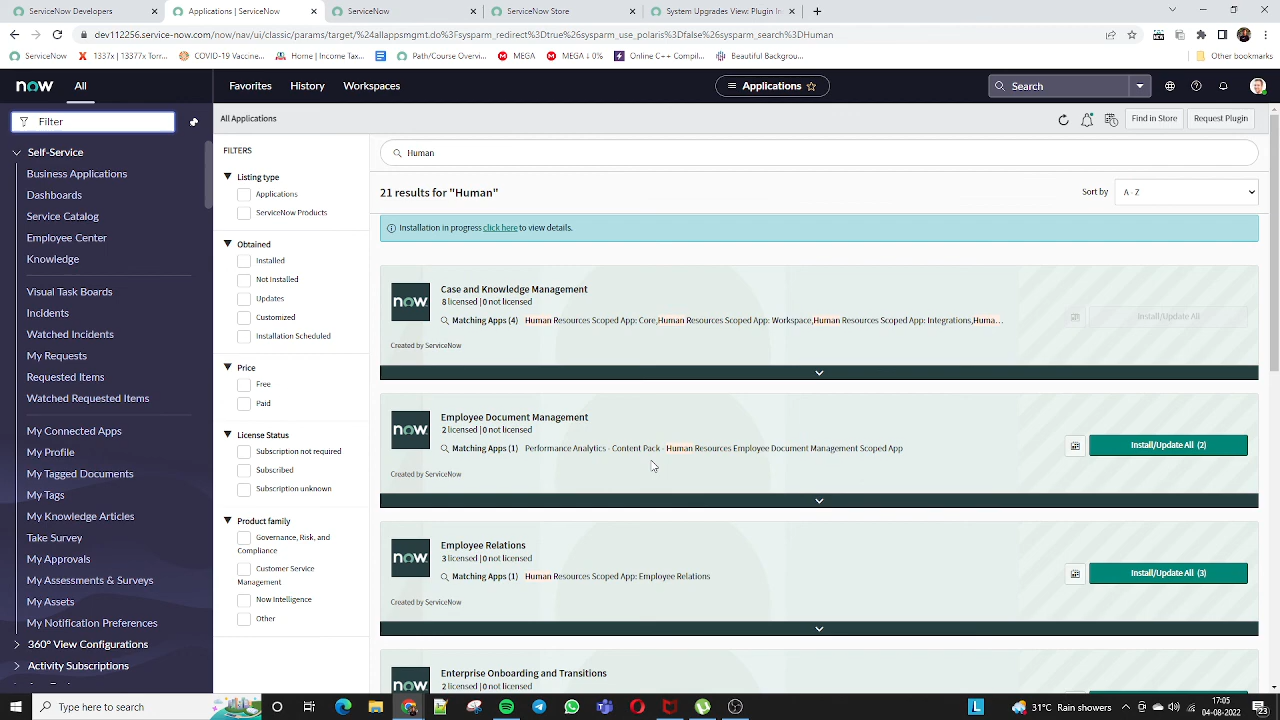 ServiceNow Developers
Applications | ServiceNow
ServiceNow
ServiceNow Store
System Upgrades View: Plugin In
dev112256.service-now.com/now/nav/ui/classic/params/target/%24allappsmgmt.do%3Fsysparm_redirect%3Dtrue%26sysparm_use_polaris%3Dfalse%26sysparm_search%3DHuman
ServiceNow
1337x | 13377x Torr...
COVID-19 Vaccine...
Home | Income Tax...
Path/Course Overvi...
MEGA
MEGA ↓ 0%
Online C++ Compil...
Beautiful Backgrou...
Other bookmarks
now
All
Favorites
History
Workspaces
Applications
Search
Filter
Self-Service
Business Applications
Dashboards
Service Catalog
Employee Center
Knowledge
Visual Task Boards
Incidents
Watched Incidents
My Requests
Requested Items
Watched Requested Items
My Connected Apps
My Profile
My Tagged Documents
My Tags
My Knowledge Articles
Take Survey
My Approvals
My Assessments & Surveys
My Assets
My Notification Preferences
360° View Configurations
Activity Subscriptions
All Applications
Find in Store
Request Plugin
FILTERS
Listing type
Applications
ServiceNow Products
Obtained
Installed
Not Installed
Updates
Customized
Installation Scheduled
Price
Free
Paid
License Status
Subscription not required
Subscribed
Subscription unknown
Product family
Governance, Risk, and
Compliance
Customer Service
Management
Now Intelligence
Other
Human
21 results for "Human"
Sort by
A - Z
Installation in progress click here to view details.
now.
Case and Knowledge Management
8 licensed | 0 not licensed
Matching Apps (4) Human Resources Scoped App: Core,Human Resources Scoped App: Workspace,Human Resources Scoped App: Integrations,Huma...
Install/Update All
Created by ServiceNow
now.
Employee Document Management
2 licensed | 0 not licensed
Matching Apps (1) Performance Analytics - Content Pack - Human Resources Employee Document Management Scoped App
Install/Update All (2)
Created by ServiceNow
now.
Employee Relations
3 licensed | 0 not licensed
Matching Apps (1) Human Resources Scoped App: Employee Relations
Install/Update All (3)
Created by ServiceNow
now.
Enterprise Onboarding and Transitions
2 licensed | 0 not licensed
Type here to search
L
31°C Rain showers
17:05
04-08-2022